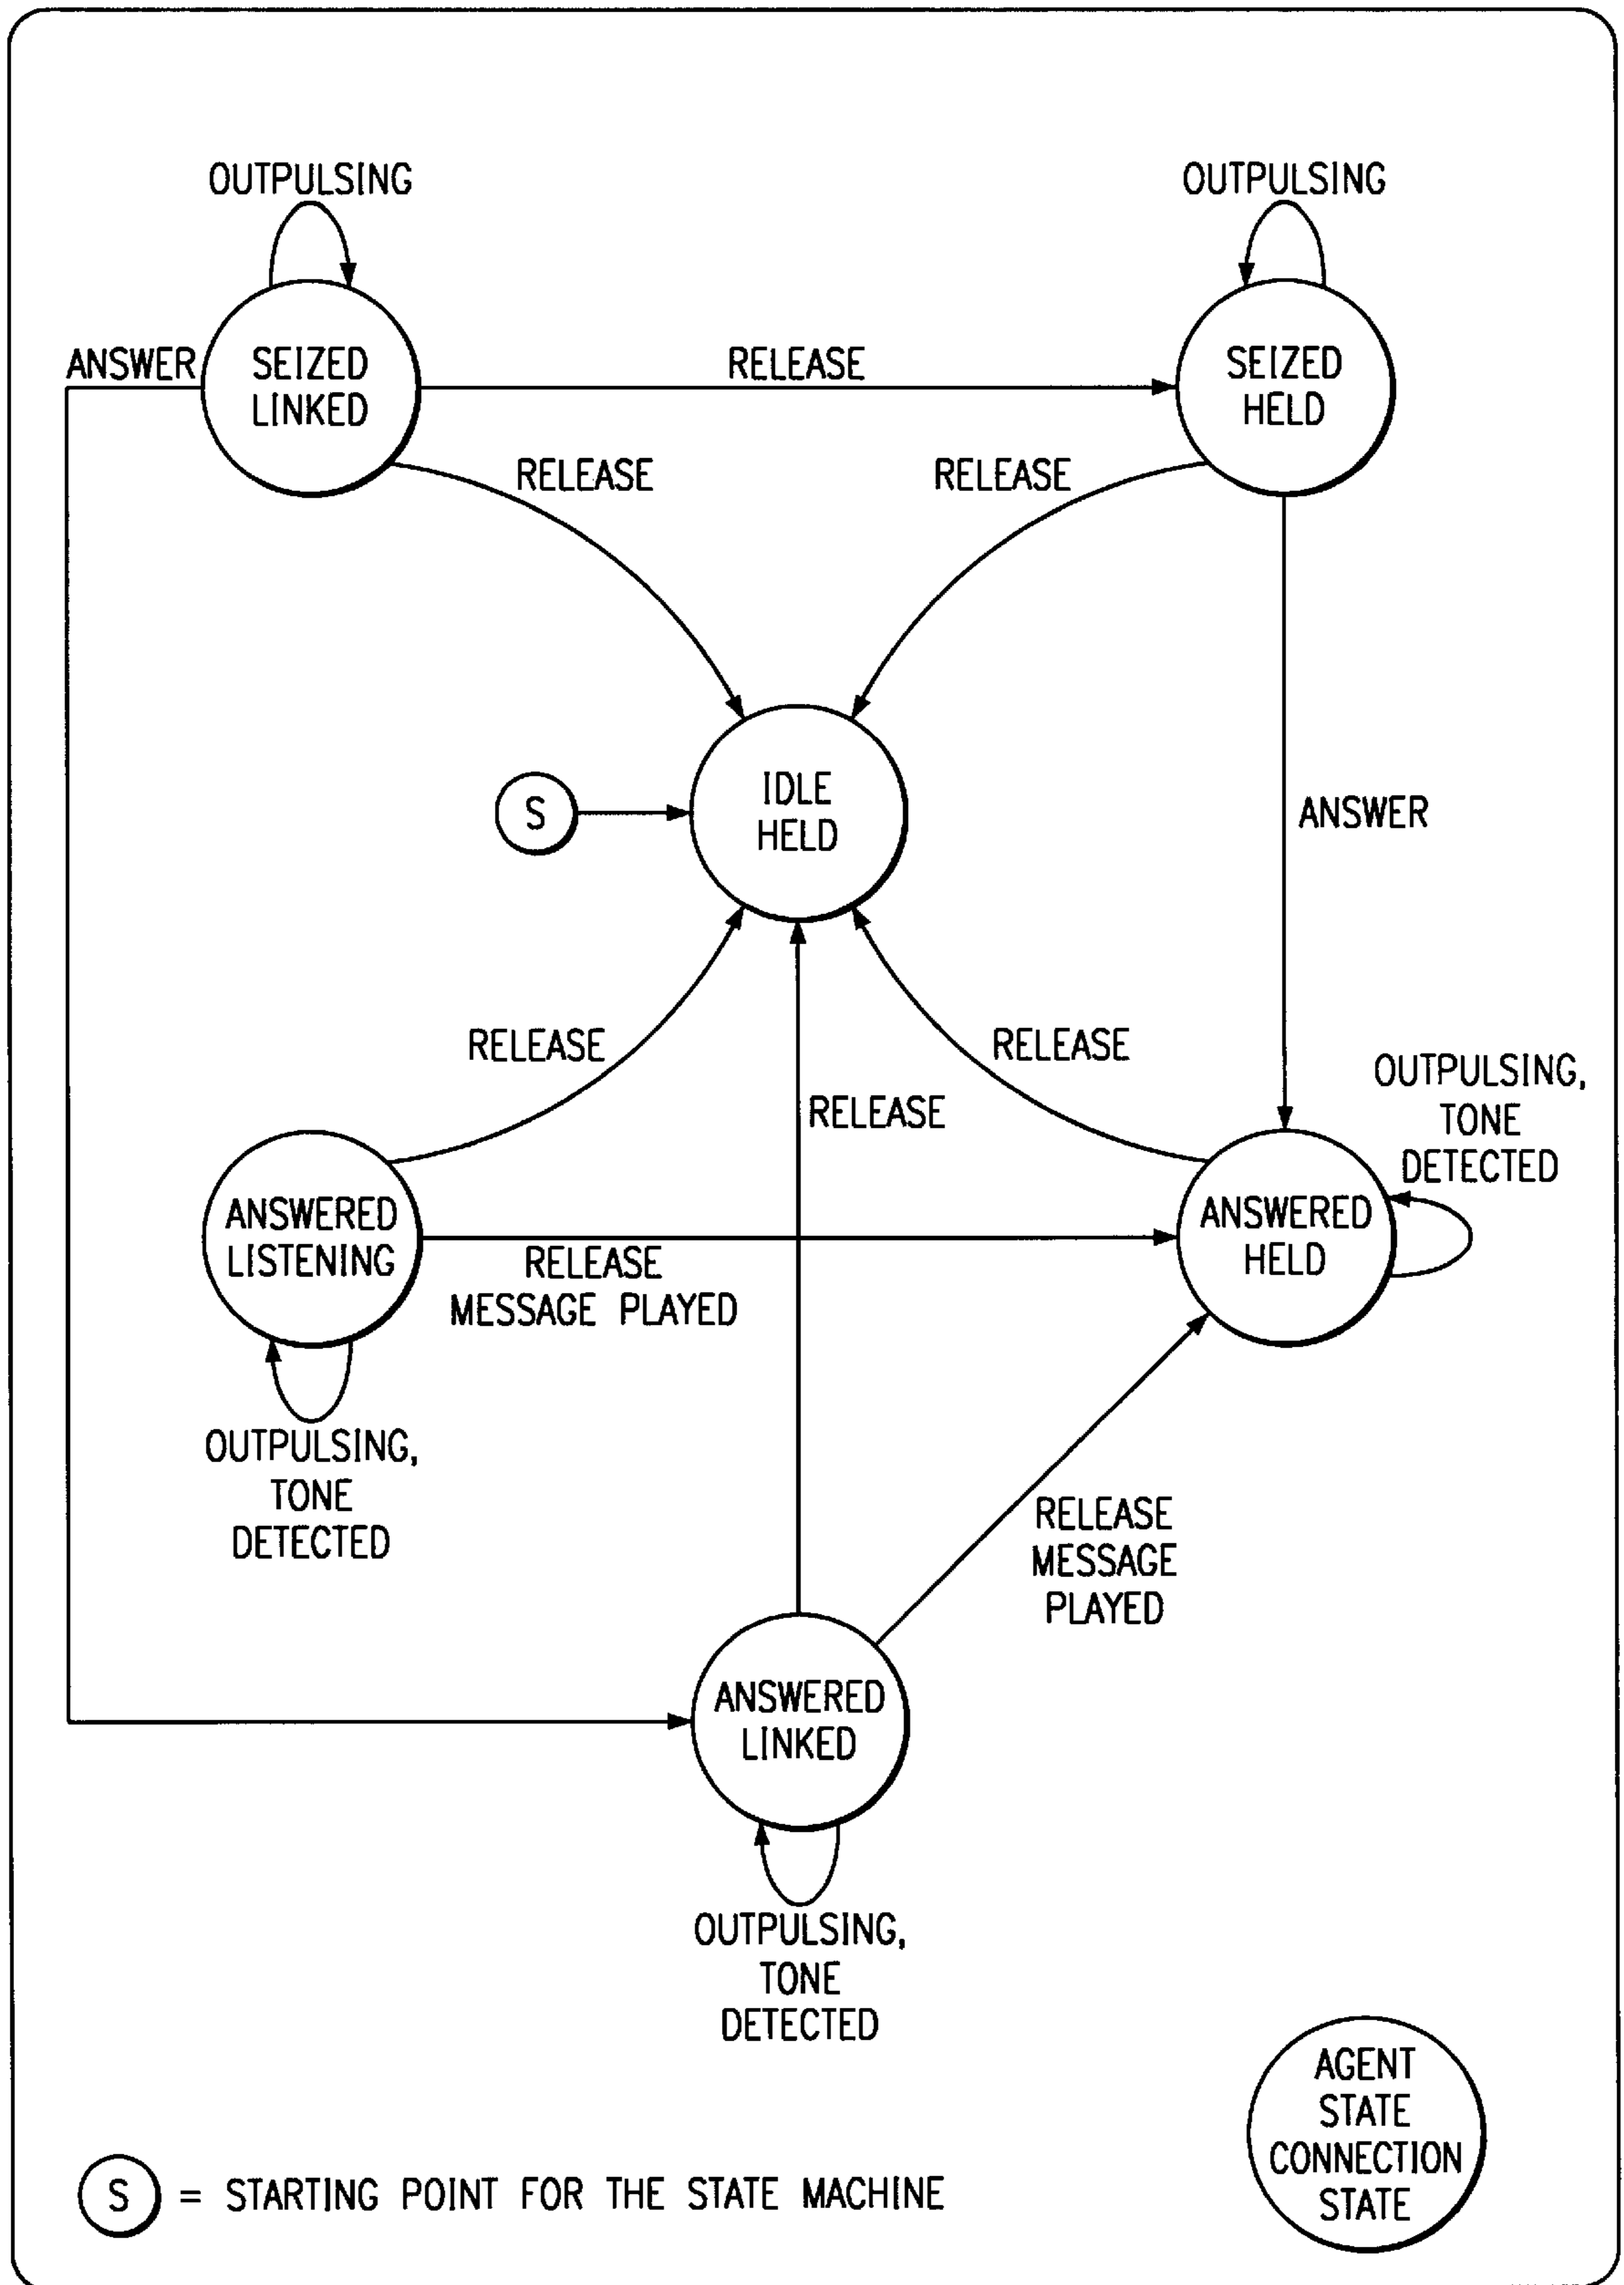 OUTPULSING
OUTPULSING
ANSWER
SEIZED
LINKED
RELEASE
SEIZED
HELD
RELEASE
RELEASE
S
IDLE
HELD
ANSWER
RELEASE
RELEASE
RELEASE
OUTPULSING,
TONE
DETECTED
ANSWERED
LISTENING
RELEASE
MESSAGE PLAYED
ANSWERED
HELD
OUTPULSING,
TONE
DETECTED
RELEASE
MESSAGE
PLAYED
ANSWERED
LINKED
OUTPULSING,
TONE
DETECTED
AGENT
STATE
CONNECTION
STATE
S = STARTING POINT FOR THE STATE MACHINE